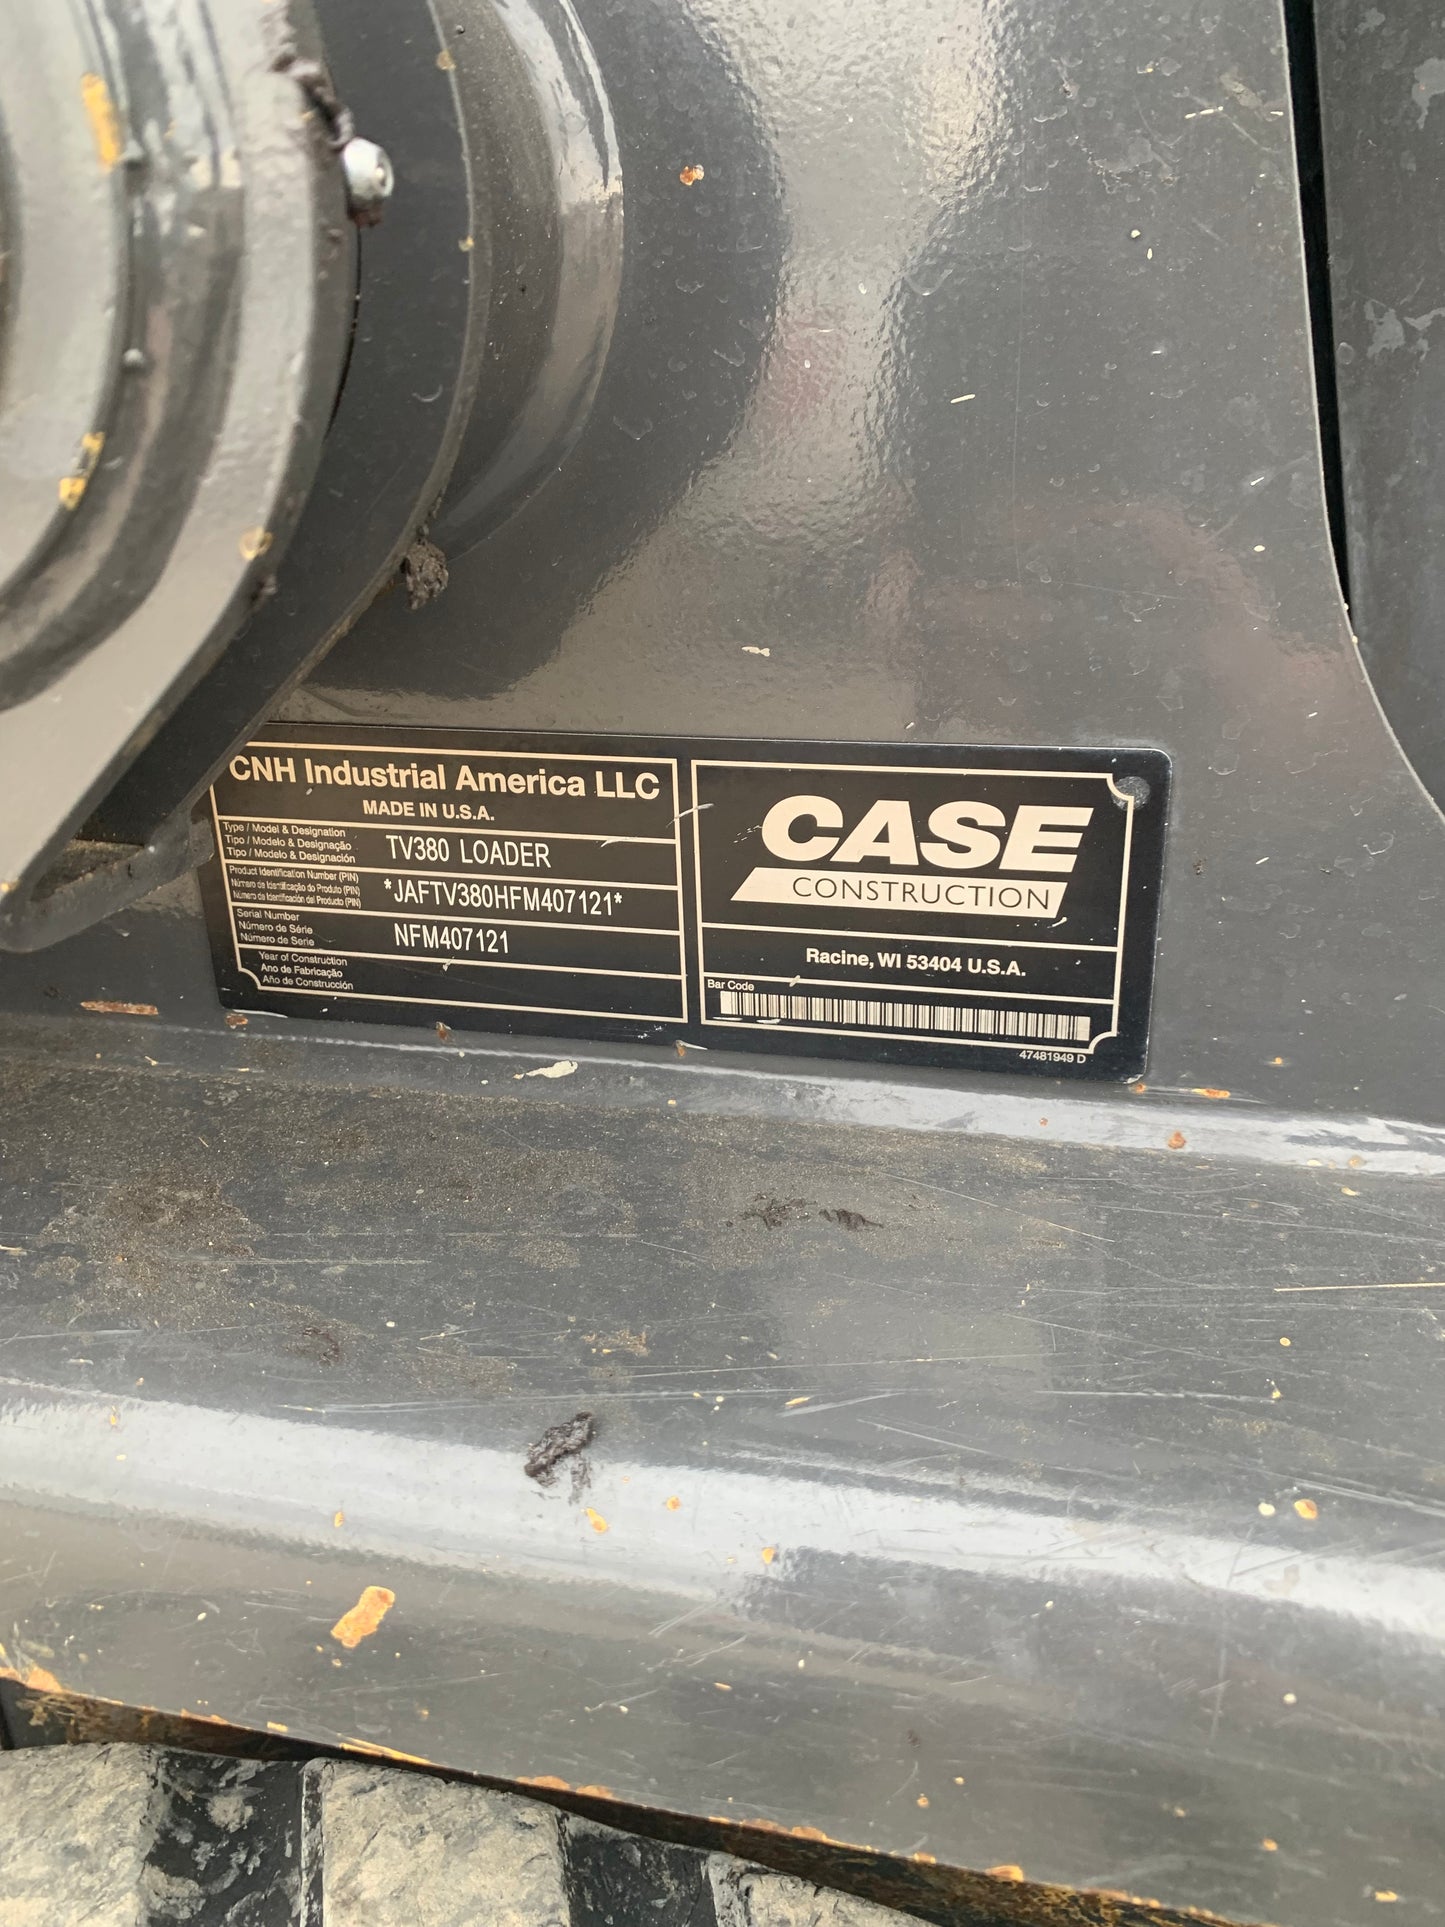 CNH Industrial America LLC
MADE IN U.S.A.
Type / Model & Designation
Tipo / Modelo & Designação
Tipo / Modelo & Designación
TV380 LOADER
Product Identification Number (PIN)
Número de Identificação do Produto (PIN)
Número de Identificación del Producto (PIN)
*JAFTV380HFM407121*
Serial Number
Número de Série
Número de Serie
NFM407121
Year of Construction
Ano de Fabricação
Año de Construcción
CASE
CONSTRUCTION
Racine, WI 53404 U.S.A.
Bar Code
47481949 D